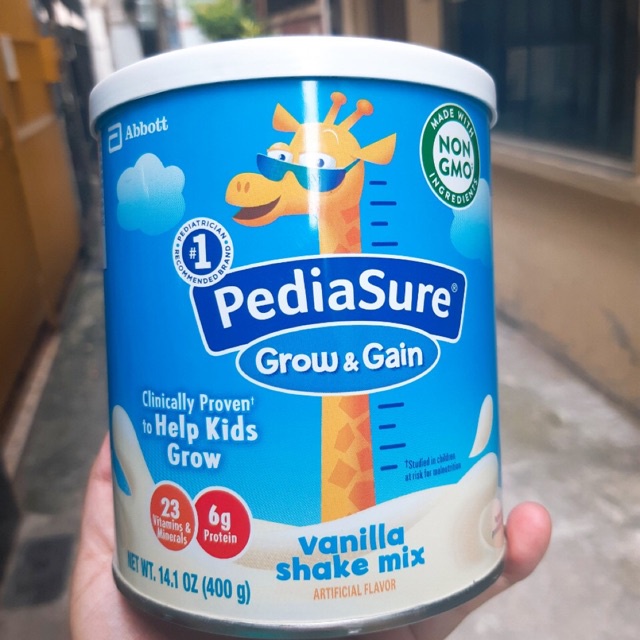 Abbott
MADE WITH
NON
GMO
INGREDIENTS
PEDIATRICIAN
#1
RECOMMENDED BRAND
PediaSure®
Grow & Gain
Clinically Proven†
to Help Kids
Grow
†Studied in children
at risk for malnutrition
23
Vitamins &
Minerals
6g
Protein
vanilla
shake mix
ARTIFICIAL FLAVOR
NET WT. 14.1 OZ (400 g)